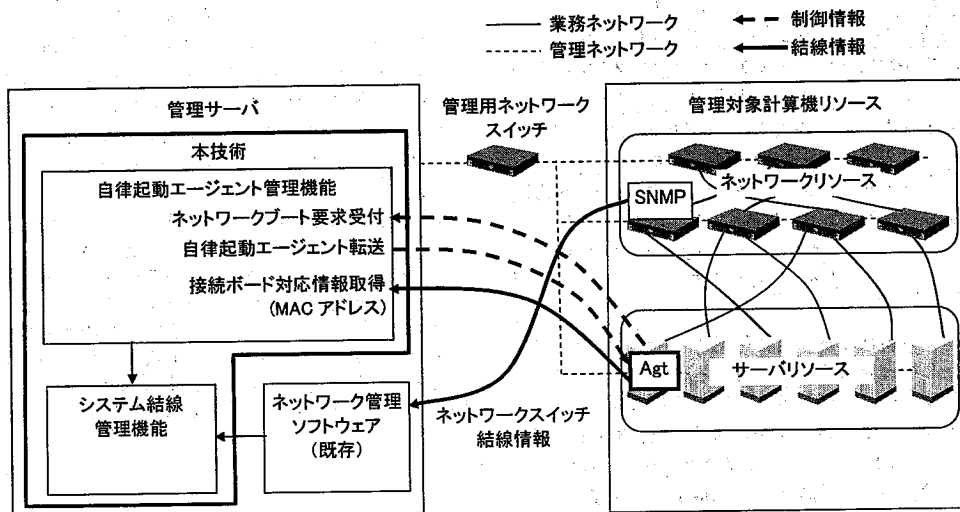 業務ネットワーク
制御情報
管理ネットワーク
結線情報
管理サーバ
管理用ネットワーク
スイッチ
管理対象計算機リソース
本技術
自律起動エージェント管理機能
ネットワークブート要求受付
自律起動エージェント転送
接続ボード対応情報取得
(MAC アドレス)
ネットワークリソース
SNMP
Agt
サーバリソース
システム結線
管理機能
ネットワーク管理
ソフトウェア
(既存)
ネットワークスイッチ
結線情報